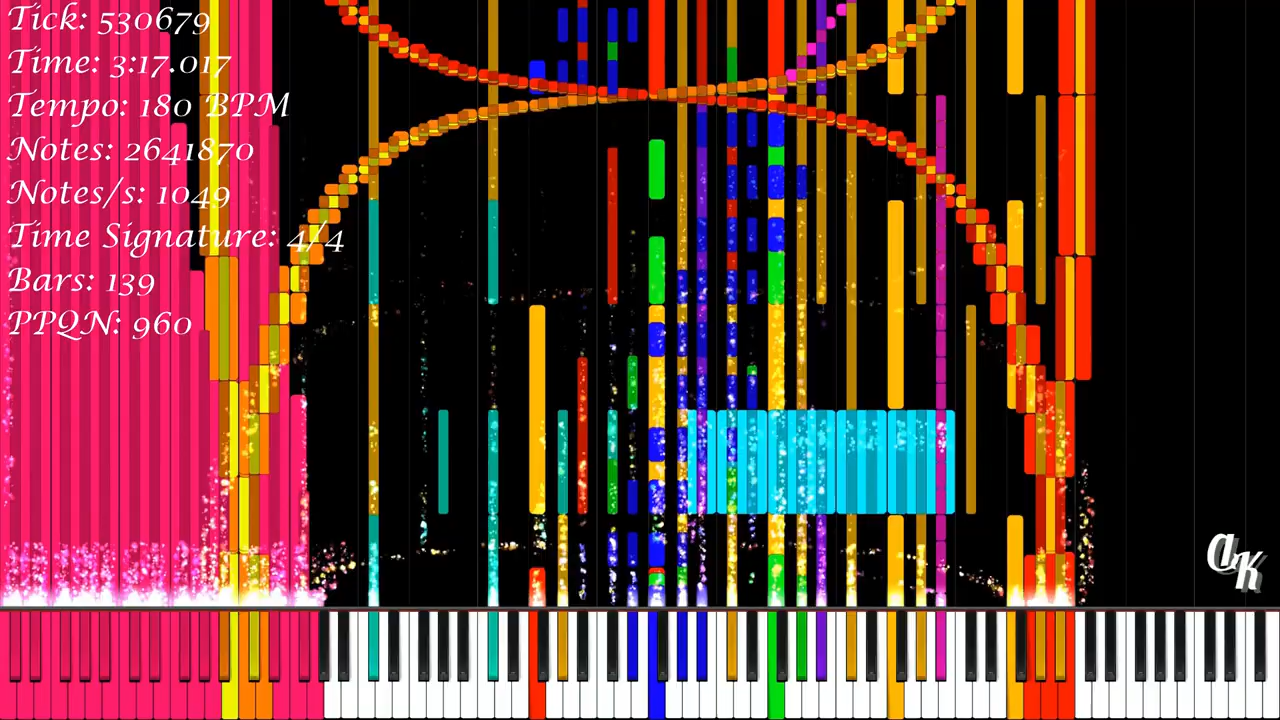 Tick: 530679
Time: 3:17.017
Tempo: 180 BPM
Notes: 2641870
Notes/s: 1049
Time Signature: 4/4
Bars: 139
PPQN: 960
aK